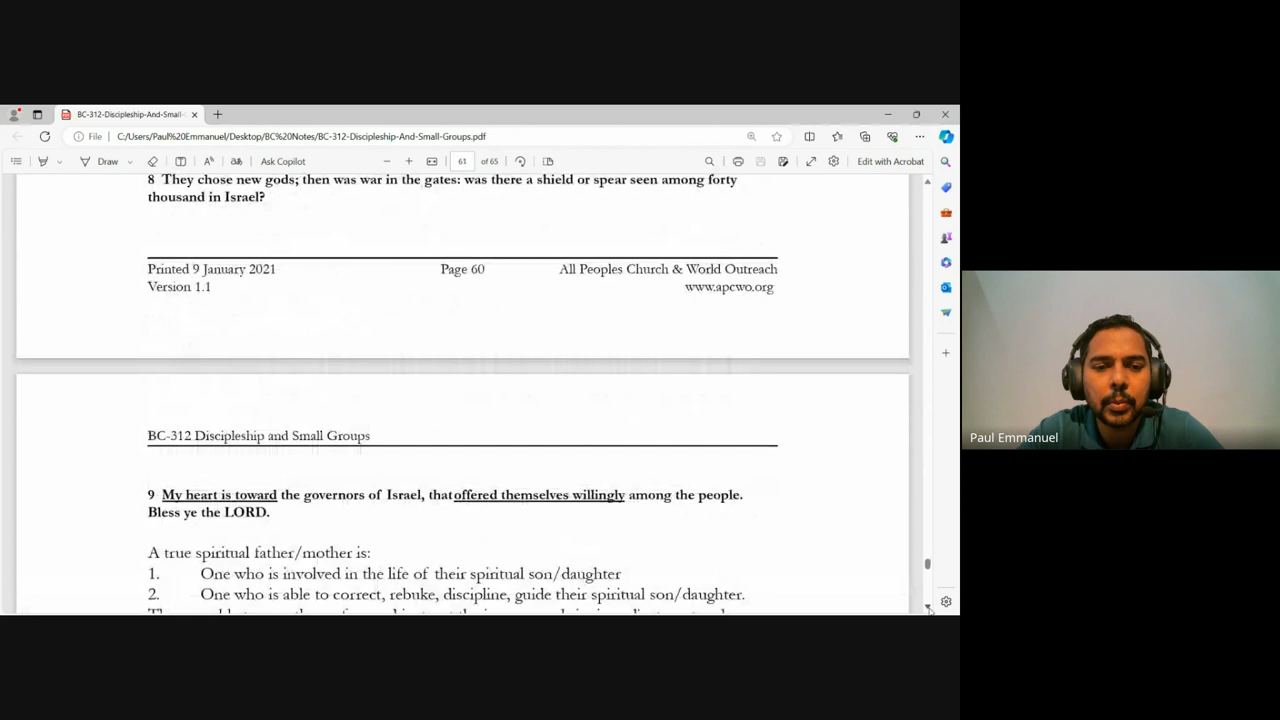 BC-312-Discipleship-And-Small-
File C:/Users/Paul%20Emmanuel/Desktop/BC%20Notes/BC-312-Discipleship-And-Small-Groups.pdf
Draw Ask Copilot 61 of 65 Edit with Acrobat
8 They chose new gods; then was war in the gates: was there a shield or spear seen among forty
thousand in Israel?
Printed 9 January 2021 Page 60 All Peoples Church & World Outreach
Version 1.1 www.apcwo.org
Paul Emmanuel
BC-312 Discipleship and Small Groups
9 My heart is toward the governors of Israel, that offered themselves willingly among the people.
Bless ye the LORD.
A true spiritual father/mother is:
1. One who is involved in the life of their spiritual son/daughter
2. One who is able to correct, rebuke, discipline, guide their spiritual son/daughter.